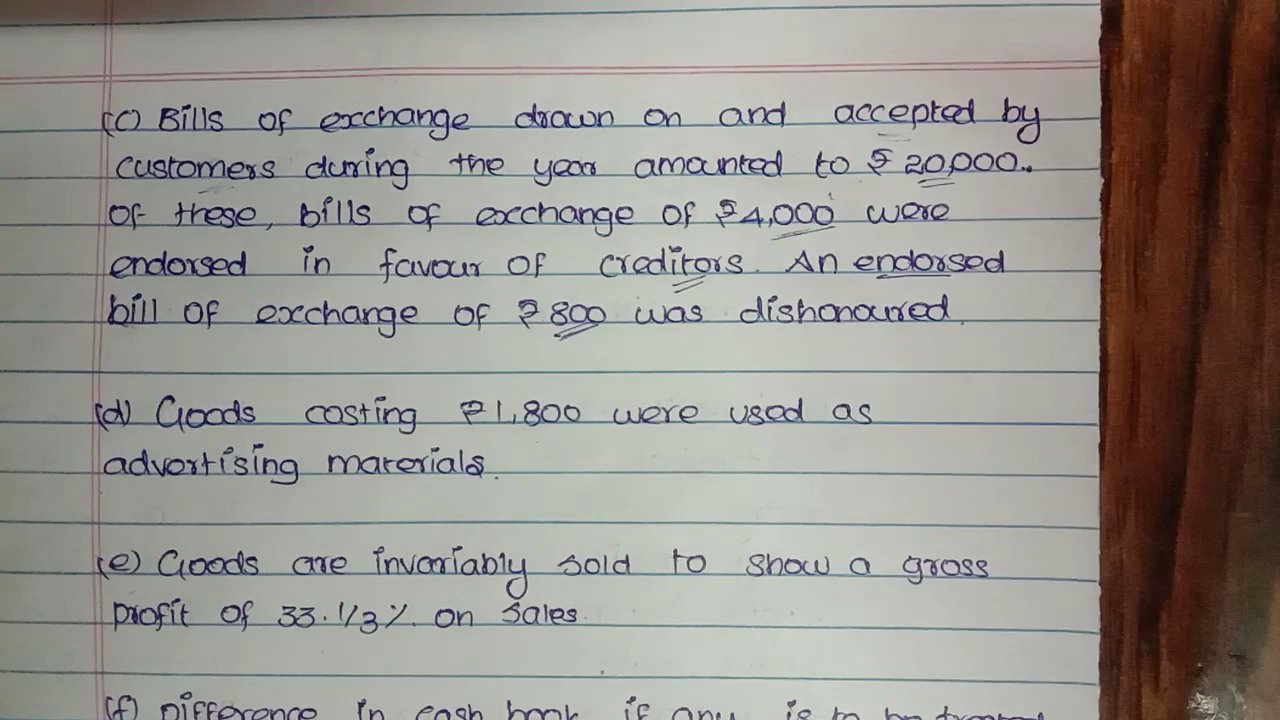 (c) Bills of exchange drawn on and accepted by
customers during the year amounted to ₹ 20,000..
of these, bills of exchange of ₹4,000 were
endorsed in favour of creditors. An endorsed
bill of exchange of ₹ 800 was dishonoured.
(d) Goods costing ₹1,800 were used as
advertising materials.
(e) Goods are invariably sold to show a gross
profit of 33.1/3%. on sales.
(f) Difference in cash book if any is to be treated